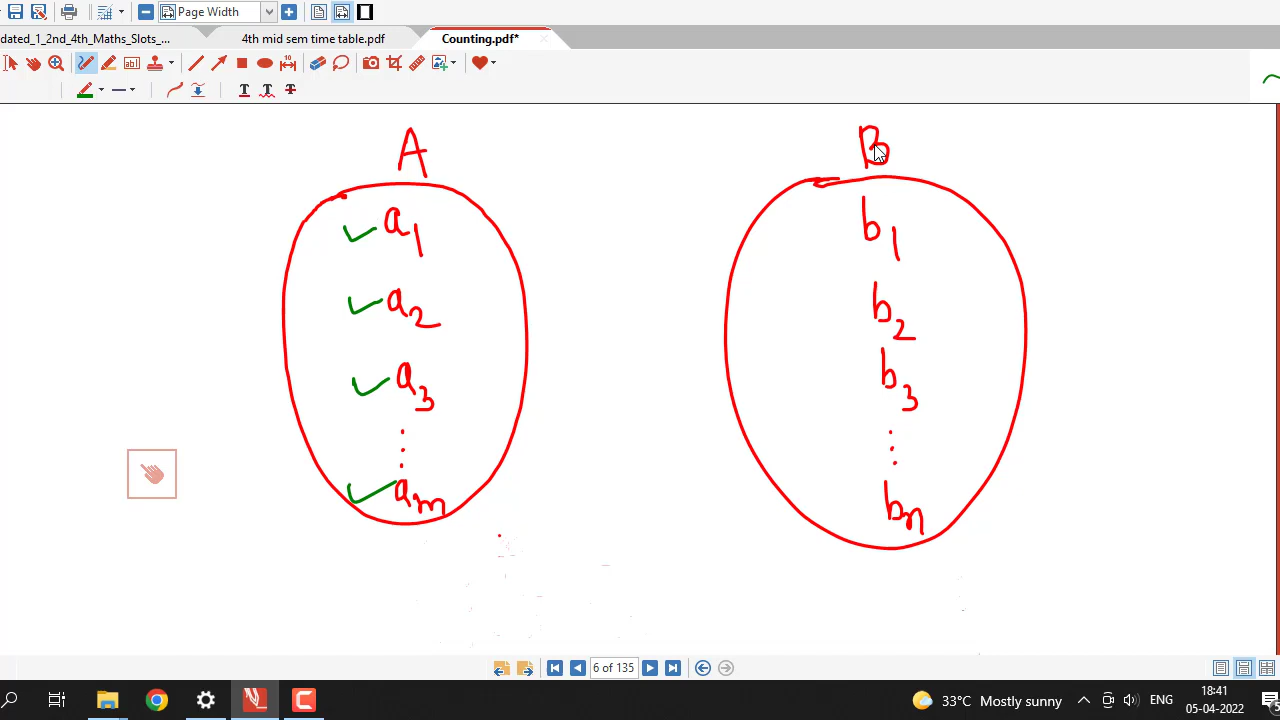 Page Width
dated_1_2nd_4th_Maths_Slots_...
4th mid sem time table.pdf
Counting.pdf*
10
T T T
A B
a1 b1
a2 b2
a3 b3
⋮ ⋮
am bn
6 of 135
33°C Mostly sunny
ENG
18:41
05-04-2022